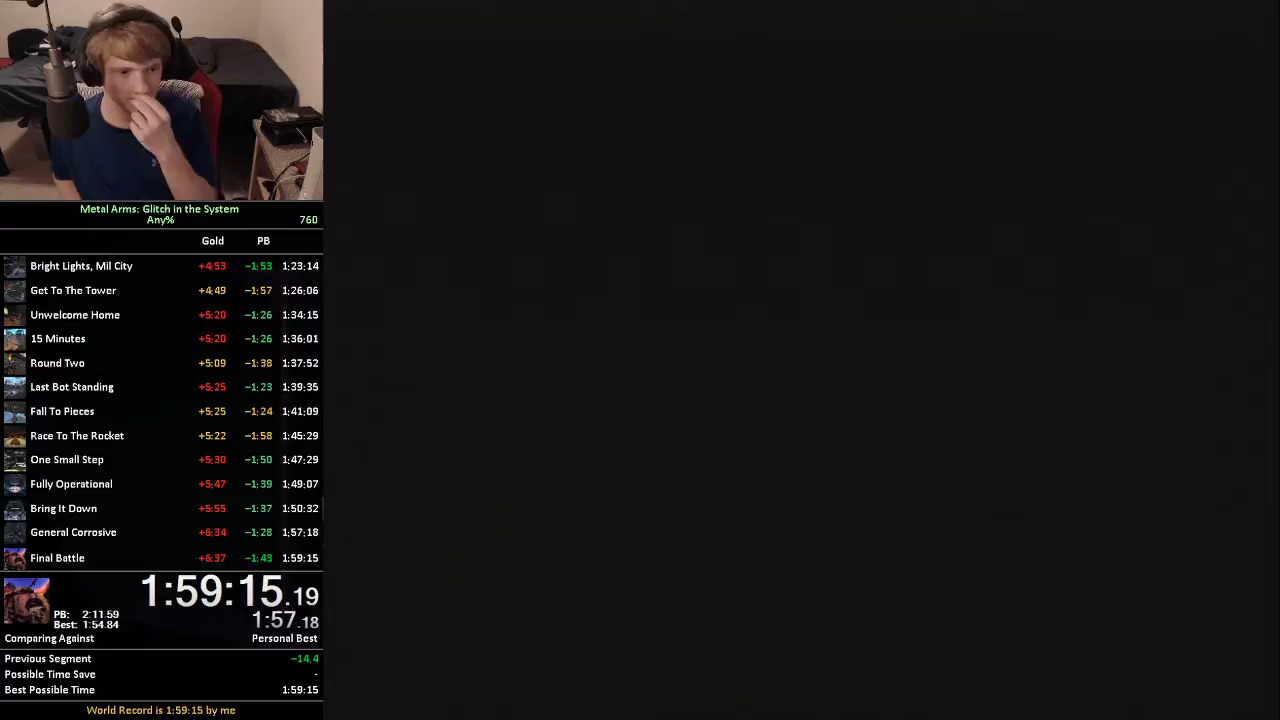 Metal Arms: Glitch in the System
Any% 760
Gold PB
Bright Lights, Mil City +4:53 −1:53 1:23:14
Get To The Tower +4:49 −1:57 1:26:06
Unwelcome Home +5:20 −1:26 1:34:15
15 Minutes +5:20 −1:26 1:36:01
Round Two +5:09 −1:38 1:37:52
Last Bot Standing +5:25 −1:23 1:39:35
Fall To Pieces +5:25 −1:24 1:41:09
Race To The Rocket +5:22 −1:58 1:45:29
One Small Step +5:30 −1:50 1:47:29
Fully Operational +5:47 −1:39 1:49:07
Bring It Down +5:55 −1:37 1:50:32
General Corrosive +6:34 −1:28 1:57:18
Final Battle +6:37 −1:43 1:59:15
1:59:15.19
PB: 2:11.59 1:57.18
Best: 1:54.84
Comparing Against Personal Best
Previous Segment −14.4
Possible Time Save -
Best Possible Time 1:59:15
World Record is 1:59:15 by me